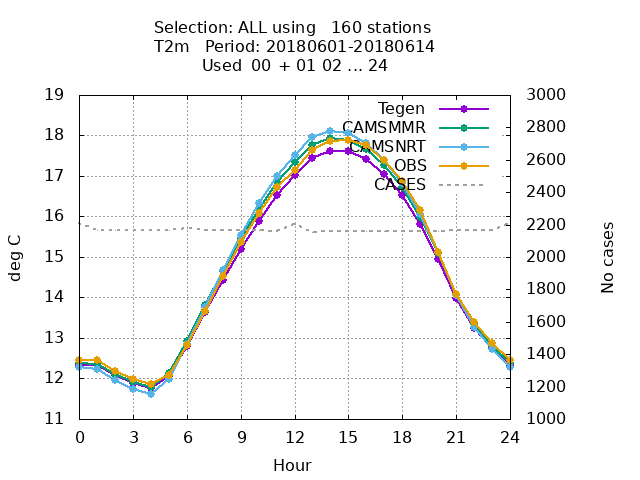 Selection: ALL using   160 stations
T2m   Period: 20180601-20180614
Used  00 + 01 02 ... 24
19
18
17
16
15
14
13
12
11
3000
2800
2600
2400
2200
2000
1800
1600
1400
1200
1000
Tegen
CAMSMMR
CAMSNRT
OBS
CASES
deg C
No cases
0 3 6 9 12 15 18 21 24
Hour